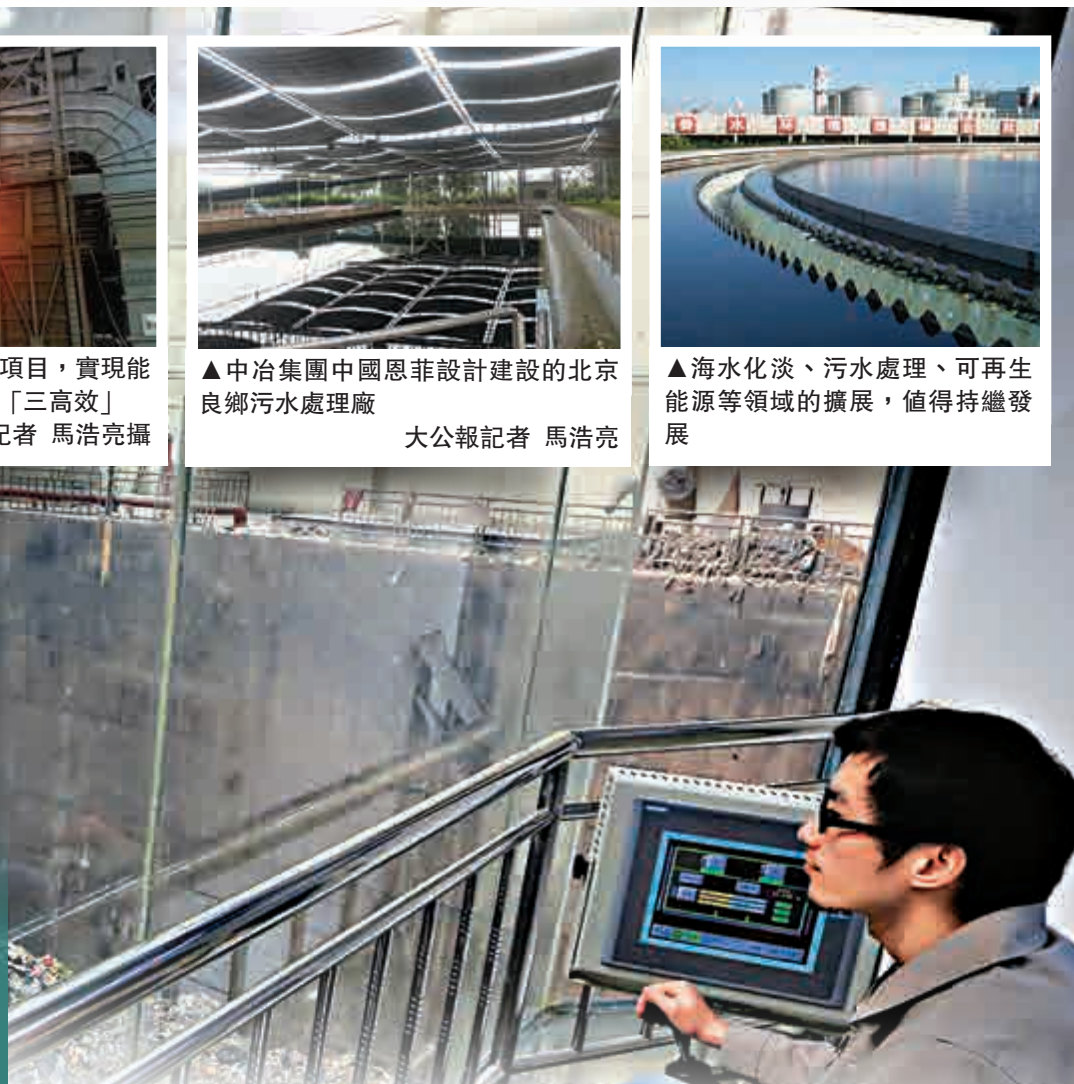 項目，實現能
「三高效」
記者 馬浩亮攝
▲中冶集團中國恩菲設計建設的北京
良鄉污水處理廠
大公報記者 馬浩亮
▲海水化淡、污水處理、可再生
能源等領域的擴展，值得持繼發
展